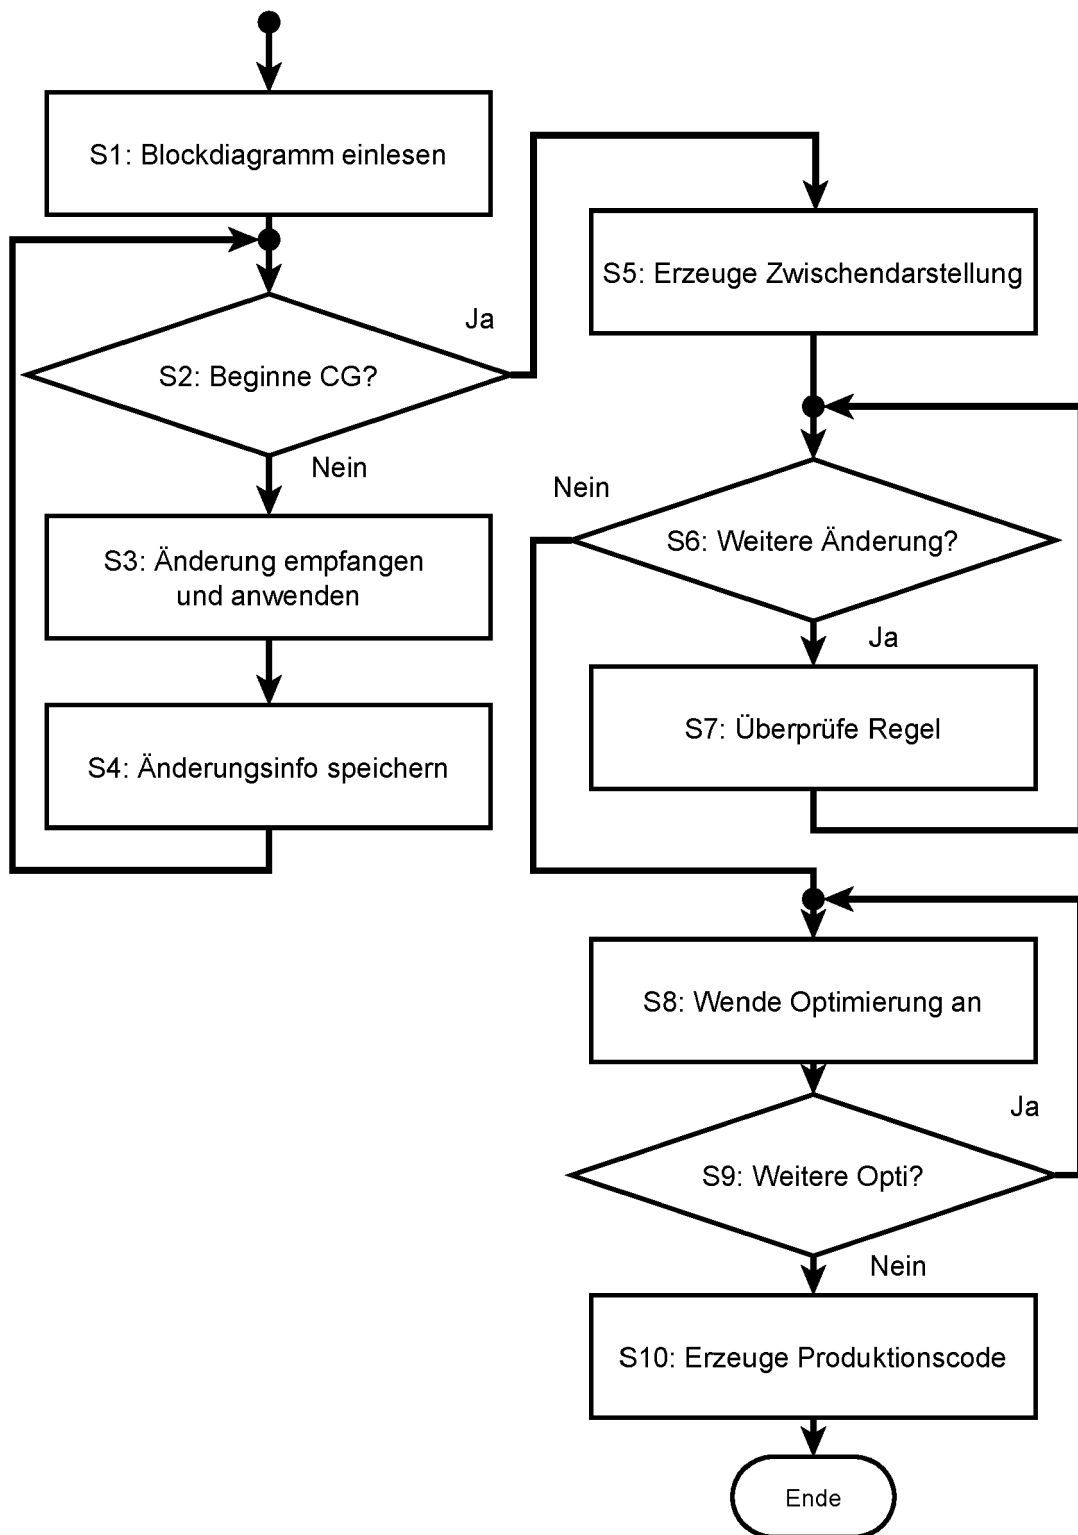 S1: Blockdiagramm einlesen
S2: Beginne CG?
Ja
Nein
S3: Änderung empfangen
und anwenden
S4: Änderungsinfo speichern
S5: Erzeuge Zwischendarstellung
S6: Weitere Änderung?
Nein
Ja
S7: Überprüfe Regel
S8: Wende Optimierung an
S9: Weitere Opti?
Ja
Nein
S10: Erzeuge Produktionscode
Ende